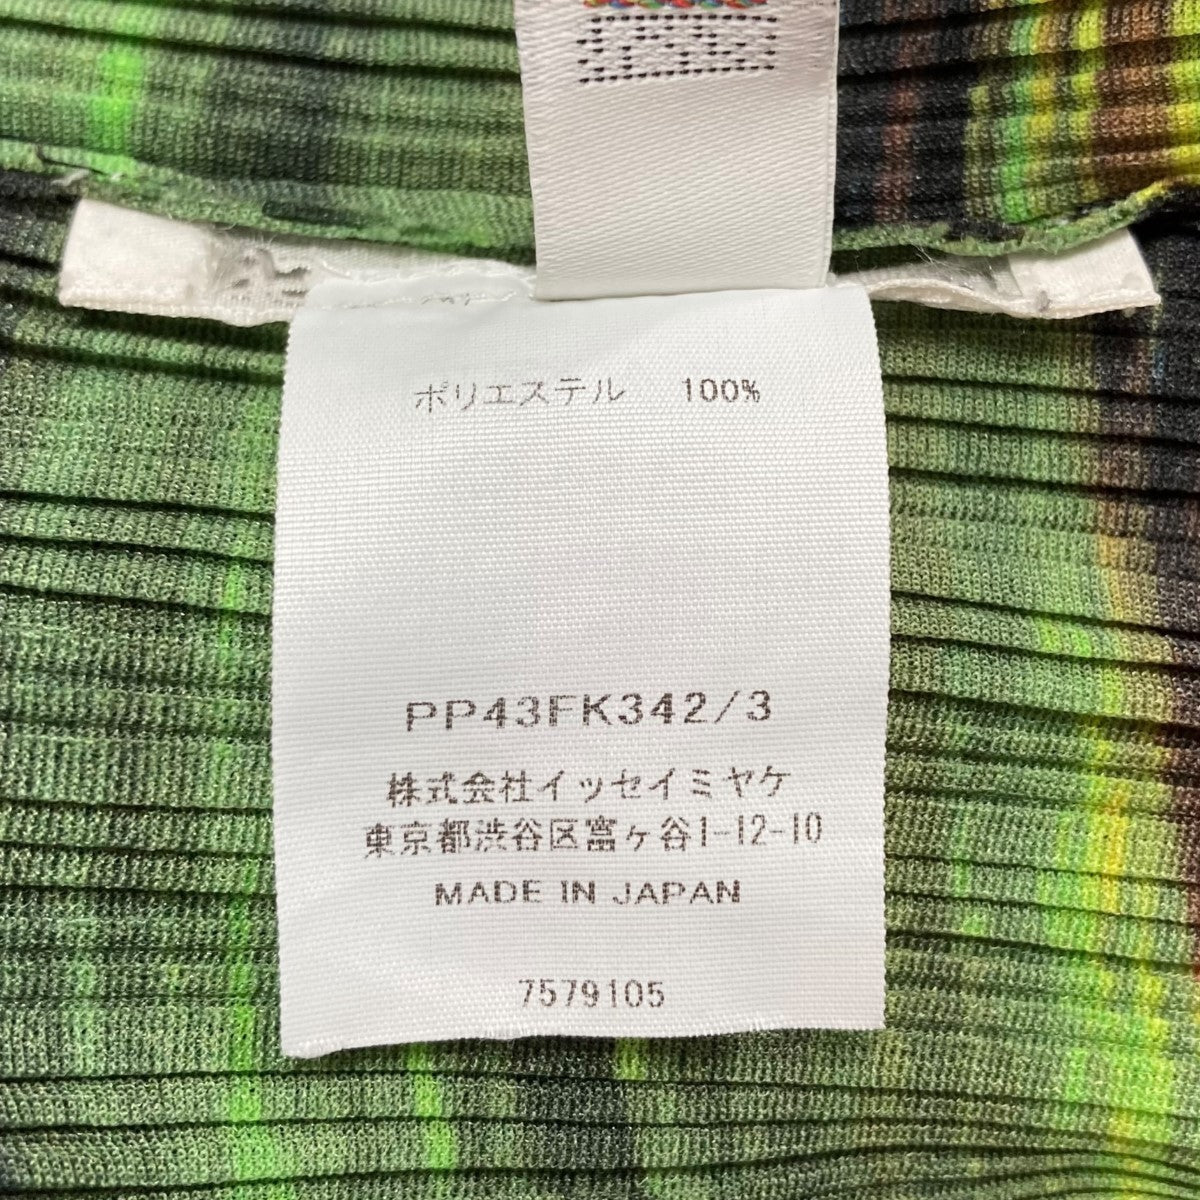 ポリエステル 100%
PP43FK342/3
株式会社イッセイミヤケ
東京都渋谷区富ヶ谷1-12-10
MADE IN JAPAN
7579105